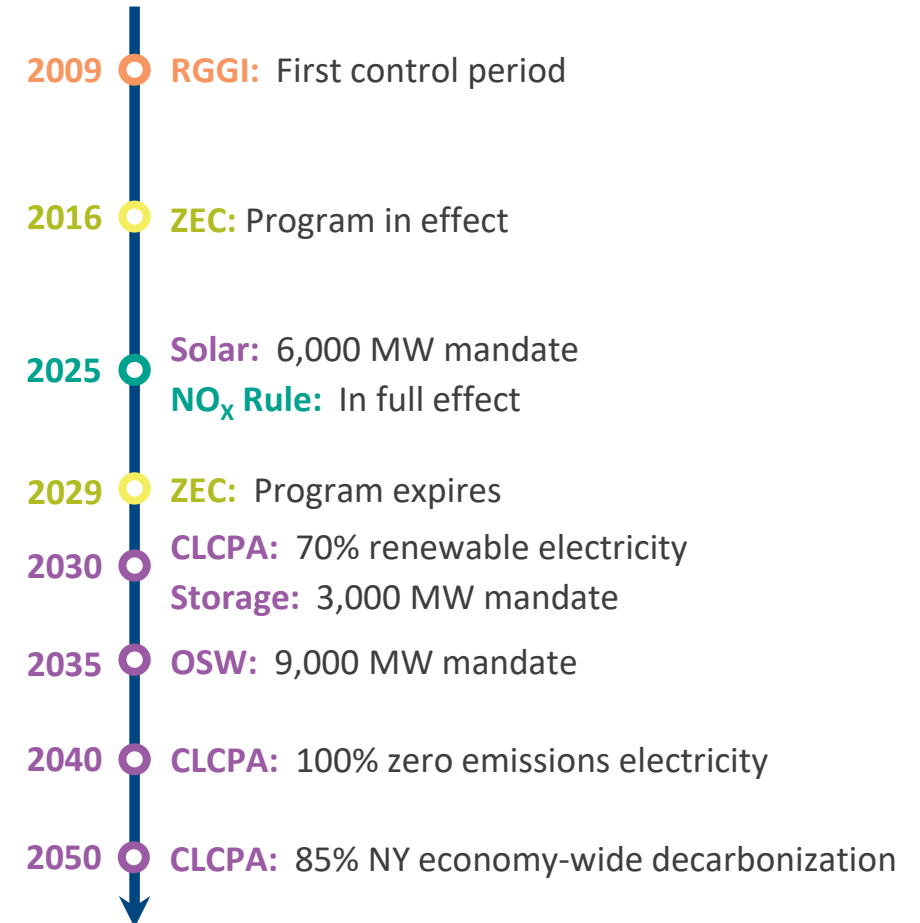 2009 RGGI: First control period
2016 ZEC: Program in effect
2025 Solar: 6,000 MW mandate
NOX Rule: In full effect
2029 ZEC: Program expires
2030 CLCPA: 70% renewable electricity
Storage: 3,000 MW mandate
2035 OSW: 9,000 MW mandate
2040 CLCPA: 100% zero emissions electricity
2050 CLCPA: 85% NY economy-wide decarbonization